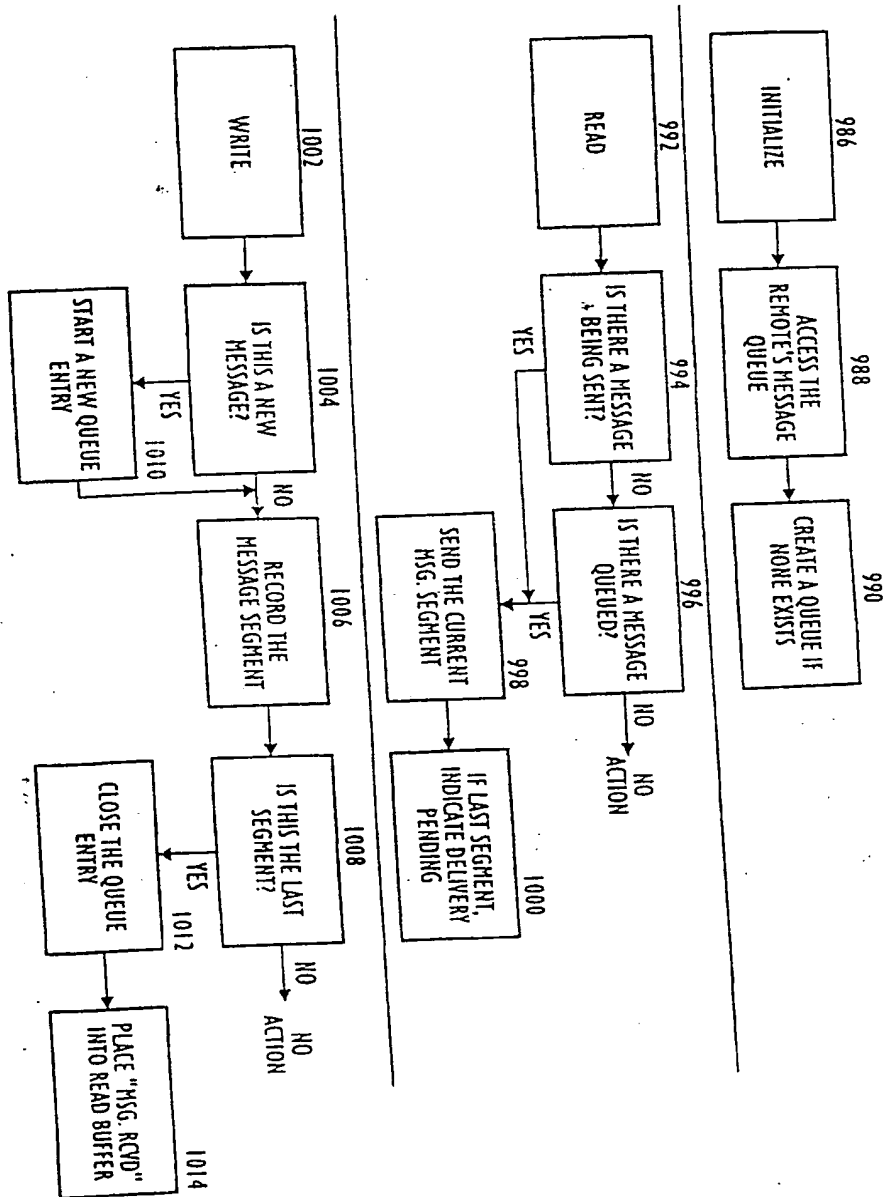 986
INITIALIZE
988
ACCESS THE
REMOTE'S MESSAGE
QUEUE
990
CREATE A QUEUE IF
NONE EXISTS
992
READ
994
IS THERE A MESSAGE
BEING SENT?
YES
NO
996
IS THERE A MESSAGE
QUEUED?
NO
NO
ACTION
YES
998
SEND THE CURRENT
MSG. SEGMENT
1000
IF LAST SEGMENT,
INDICATE DELIVERY
PENDING
1002
WRITE
1004
IS THIS A NEW
MESSAGE?
YES
NO
1010
START A NEW QUEUE
ENTRY
1006
RECORD THE
MESSAGE SEGMENT
1008
IS THIS THE LAST
SEGMENT?
NO
NO
ACTION
YES
1012
CLOSE THE QUEUE
ENTRY
1014
PLACE "MSG. RCVD"
INTO READ BUFFER